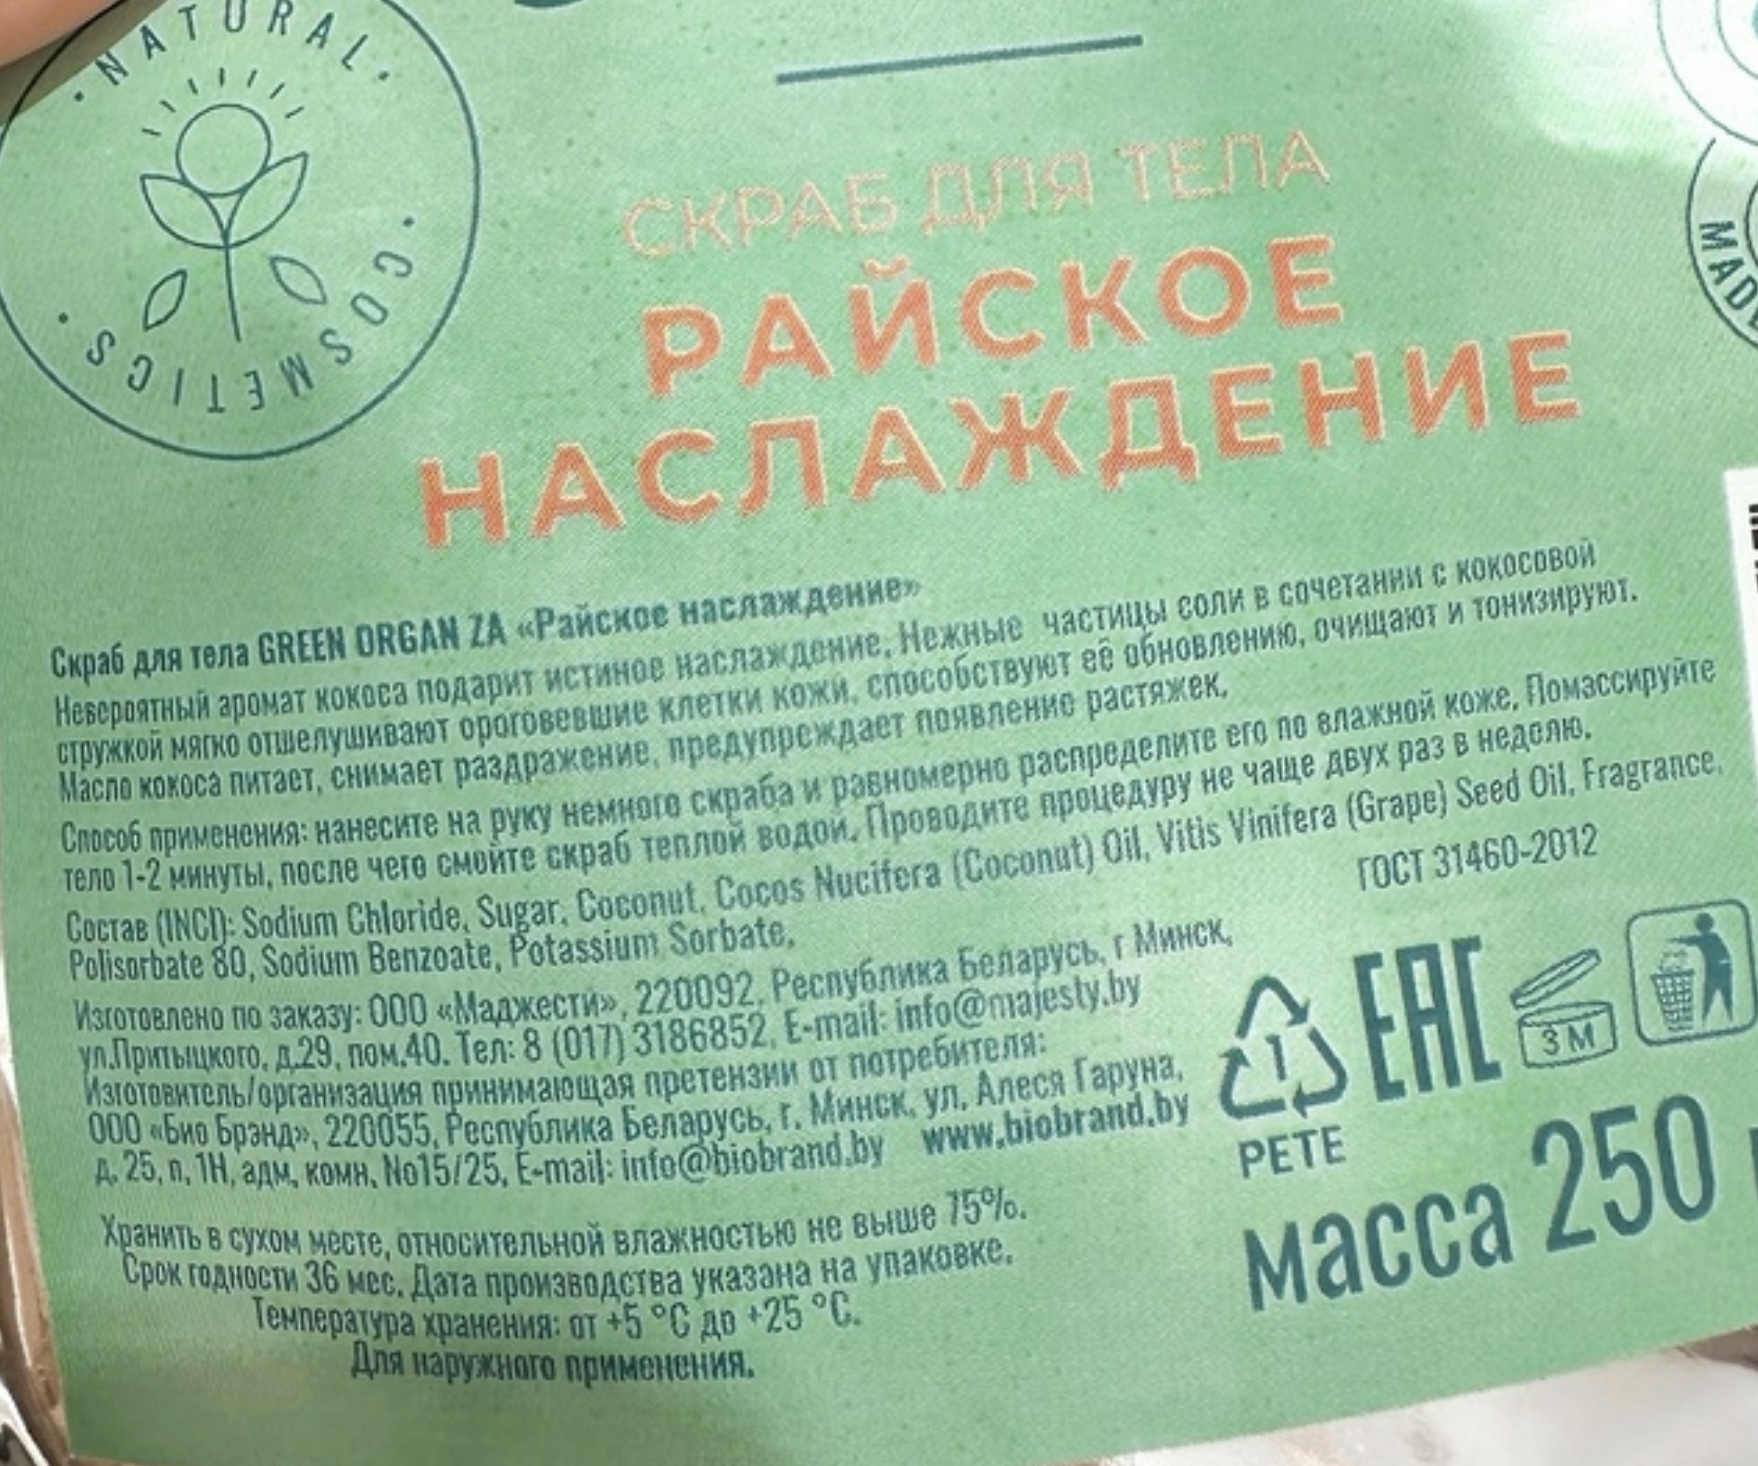 NATURAL
COSMETICS
MADE
СКРАБ ДЛЯ ТЕЛА
РАЙСКОЕ
НАСЛАЖДЕНИЕ
Скраб для тела GREEN ORGAN ZA «Райское наслаждение»
Невероятный аромат кокоса подарит истиное наслаждение. Нежные частицы соли в сочетании с кокосовой
стружкой мягко отшелушивают ороговевшие клетки кожи, способствуют её обновлению, очищают и тонизируют.
Масло кокоса питает, снимает раздражение, предупреждает появление растяжек.
Способ применения: нанесите на руку немного скраба и равномерно распределите его по влажной коже. Помассируйте
тело 1-2 минуты, после чего смойте скраб теплой водой. Проводите процедуру не чаще двух раз в неделю.
Состав (INCI): Sodium Chloride, Sugar, Coconut, Cocos Nucifera (Coconut) Oil, Vitis Vinifera (Grape) Seed Oil, Fragrance,
Polisorbate 80, Sodium Benzoate, Potassium Sorbate.
ГОСТ 31460-2012
Изготовлено по заказу: ООО «Маджести», 220092, Республика Беларусь, г Минск,
ул.Притыцкого, д.29, пом.40. Тел: 8 (017) 3186852, E-mail: info@majesty.by
Изготовитель/организация принимающая претензии от потребителя:
ООО «Био Брэнд», 220055, Республика Беларусь, г. Минск, ул. Алеся Гаруна,
д. 25, п. 1Н, адм. комн. No15/25, E-mail: info@biobrand.by www.biobrand.by
1
PETE
EAC
3 M
Хранить в сухом месте, относительной влажностью не выше 75%.
Срок годности 36 мес. Дата производства указана на упаковке.
Температура хранения: от +5 °C до +25 °C.
Для наружного применения.
масса 250